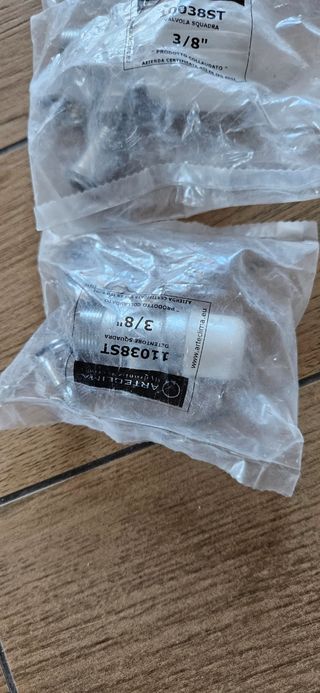 10038ST
VALVOLA SQUADRA
3/8"
"PRODOTTO COLLAUDATO"
AZIENDA CERTIFICATA
ARTECLIMA
11038ST
DETENTORE SQUADRA
3/8"
"PRODOTTO COLLAUDATO"
AZIENDA CERTIFICATA
www.arteclima.eu